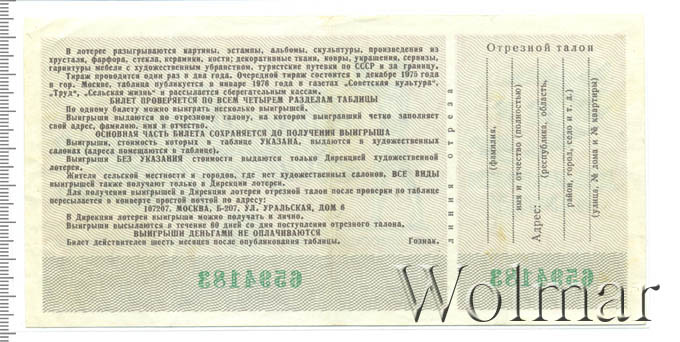 В лотерее разыгрываются картины, эстампы, альбомы, скульптуры, произведения из
хрусталя, фарфора, стекла, керамики, кости; декоративные ткани, ковры, украшения, сервизы,
гарнитуры мебели с художественным убранством, туристские путевки по СССР и за границу.
Тираж проводится один раз в два года. Очередной тираж состоится в декабре 1975 года
в гор. Москве, таблица публикуется в январе 1976 года в газетах „Советская культура“,
„Труд“, „Сельская жизнь“ и рассылается сберегательным кассам.
БИЛЕТ ПРОВЕРЯЕТСЯ ПО ВСЕМ ЧЕТЫРЕМ РАЗДЕЛАМ ТАБЛИЦЫ
По одному билету можно выиграть несколько выигрышей.
Выигрыши выдаются по отрезному талону, на котором выигравший четко заполняет
свой адрес, фамилию, имя и отчество.
ОСНОВНАЯ ЧАСТЬ БИЛЕТА СОХРАНЯЕТСЯ ДО ПОЛУЧЕНИЯ ВЫИГРЫША
Выигрыши, стоимость которых в таблице УКАЗАНА, выдаются в художественных
салонах (адреса помещаются в таблице).
Выигрыши БЕЗ УКАЗАНИЯ стоимости выдаются только Дирекцией художественной
лотереи.
Жители сельской местности и городов, где нет художественных салонов, ВСЕ ВИДЫ
выигрышей также получают только в Дирекции лотереи.
Для получения выигрышей в Дирекции лотереи отрезной талон после проверки по таблице
пересылается в конверте простой почтой по адресу:
107207, МОСКВА, Б-207, УЛ. УРАЛЬСКАЯ, ДОМ 6
В Дирекции лотереи выигрыши можно получать и лично.
Выигрыши высылаются в течение 90 дней со дня поступления отрезного талона.
ВЫИГРЫШИ ДЕНЬГАМИ НЕ ОПЛАЧИВАЮТСЯ
Билет действителен шесть месяцев после опубликования таблицы. Гознак.
6594183
линия отреза
Отрезной талон
(фамилия,
имя и отчество (полностью)
Адрес:
(республика, область,
район, город, село и т. д.)
(улица, № дома и № квартиры)
6594183
Wolmar